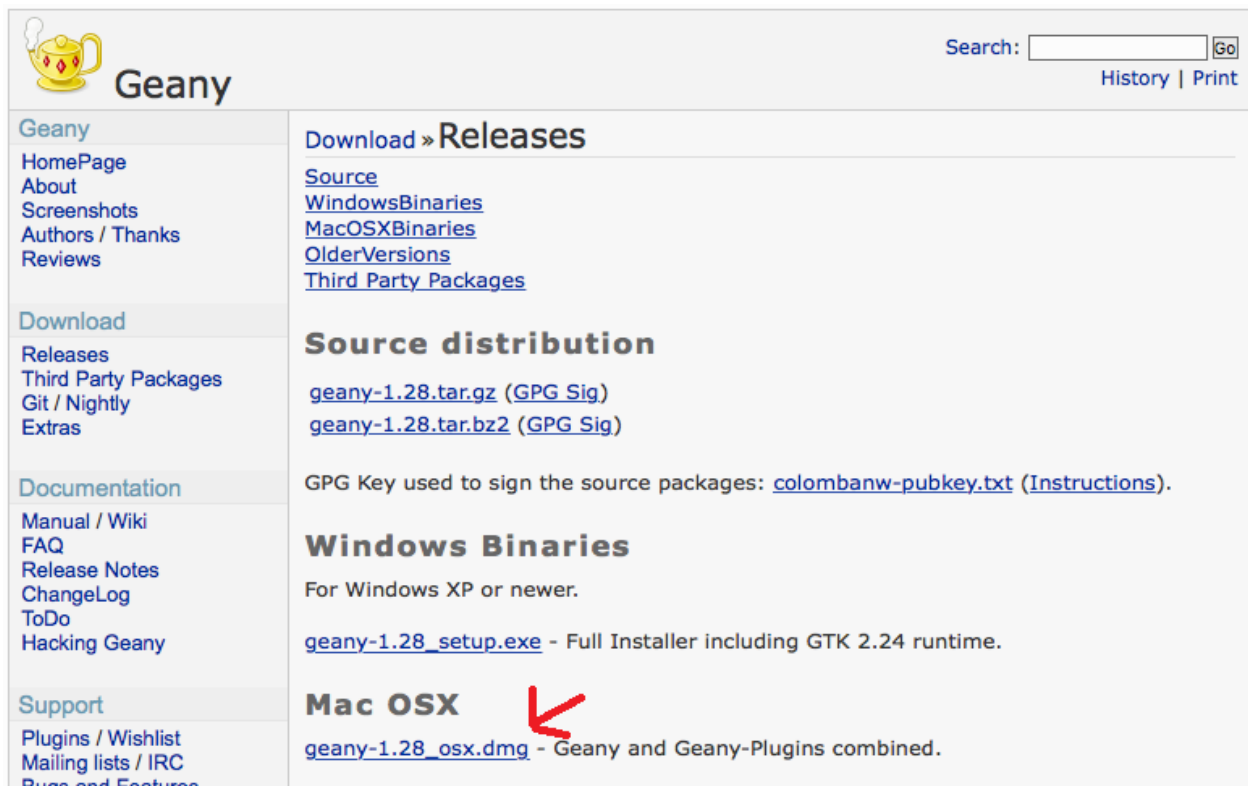 Geany
Search: Go
History | Print
Geany
HomePage
About
Screenshots
Authors / Thanks
Reviews
Download
Releases
Third Party Packages
Git / Nightly
Extras
Documentation
Manual / Wiki
FAQ
Release Notes
ChangeLog
ToDo
Hacking Geany
Support
Plugins / Wishlist
Mailing lists / IRC
Bugs and Features
Download » Releases
Source
WindowsBinaries
MacOSXBinaries
OlderVersions
Third Party Packages
Source distribution
geany-1.28.tar.gz (GPG Sig)
geany-1.28.tar.bz2 (GPG Sig)
GPG Key used to sign the source packages: colombanw-pubkey.txt (Instructions).
Windows Binaries
For Windows XP or newer.
geany-1.28_setup.exe - Full Installer including GTK 2.24 runtime.
Mac OSX
geany-1.28_osx.dmg - Geany and Geany-Plugins combined.